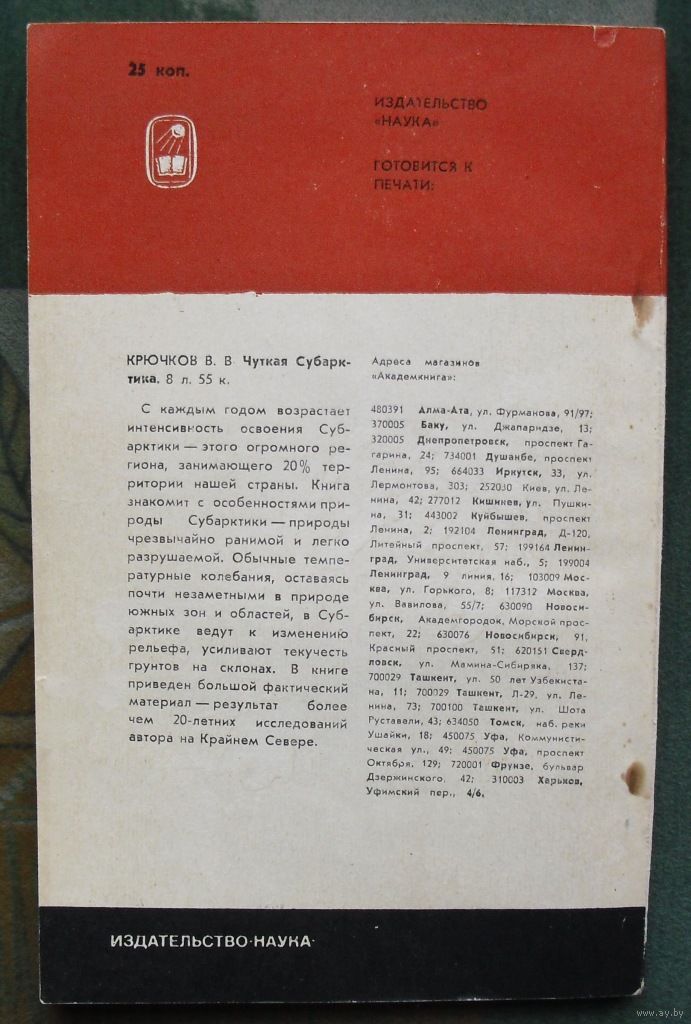 25 коп.
ИЗДАТЕЛЬСТВО
«НАУКА»
ГОТОВИТСЯ К
ПЕЧАТИ:
КРЮЧКОВ В. В. Чуткая Субарк-
тика. 8 л. 55 к.
С каждым годом возрастает
интенсивность освоения Суб-
арктики — этого огромного ре-
гиона, занимающего 20% тер-
ритории нашей страны. Книга
знакомит с особенностями при-
роды Субарктики — природы
чрезвычайно ранимой и легко
разрушаемой. Обычные темпе-
ратурные колебания, оставаясь
почти незаметными в природе
южных зон и областей, в Суб-
арктике ведут к изменению
рельефа, усиливают текучесть
грунтов на склонах. В книге
приведен большой фактический
материал — результат более
чем 20-летних исследований
автора на Крайнем Севере.
Адреса магазинов
«Академкнига»:
480391 Алма-Ата, ул. Фурманова, 91/97;
370005 Баку, ул. Джапаридзе, 13;
320005 Днепропетровск, проспект Га-
гарина, 24; 734001 Душанбе, проспект
Ленина, 95; 664033 Иркутск, 33, ул.
Лермонтова, 303; 252030 Киев, ул. Ле-
нина, 42; 277012 Кишинев, ул. Пушки-
на, 31; 443002 Куйбышев, проспект
Ленина, 2; 192104 Ленинград, Д-120,
Литейный проспект, 57; 199164 Ленин-
град, Университетская наб., 5; 199004
Ленинград, 9 линия, 16; 103009 Мос-
ква, ул. Горького, 8; 117312 Москва,
ул. Вавилова, 55/7; 630090 Новоси-
бирск, Академгородок, Морской прос-
пект, 22; 630076 Новосибирск, 91,
Красный проспект, 51; 620151 Сверд-
ловск, ул. Мамина-Сибиряка, 137;
700029 Ташкент, ул. 50 лет Узбекиста-
на, 11; 700029 Ташкент, Л-29, ул. Ле-
нина, 73; 700100 Ташкент, ул. Шота
Руставели, 43; 634050 Томск, наб. реки
Ушайки, 18; 450075 Уфа, Коммунисти-
ческая ул., 49; 450075 Уфа, проспект
Октября, 129; 720001 Фрунзе, бульвар
Дзержинского, 42; 310003 Харьков,
Уфимский пер., 4/6.
ИЗДАТЕЛЬСТВО·НАУКА·
www.ay.by